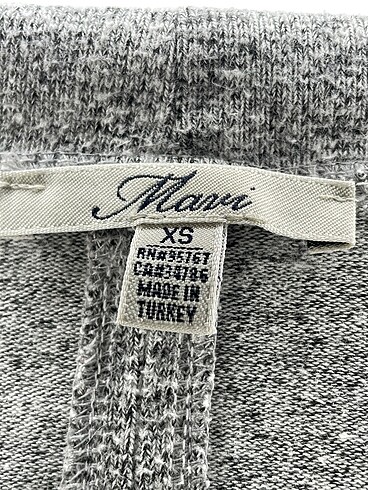 Mavi
XS
RN#95767
CA#34786
MADE IN
TURKEY